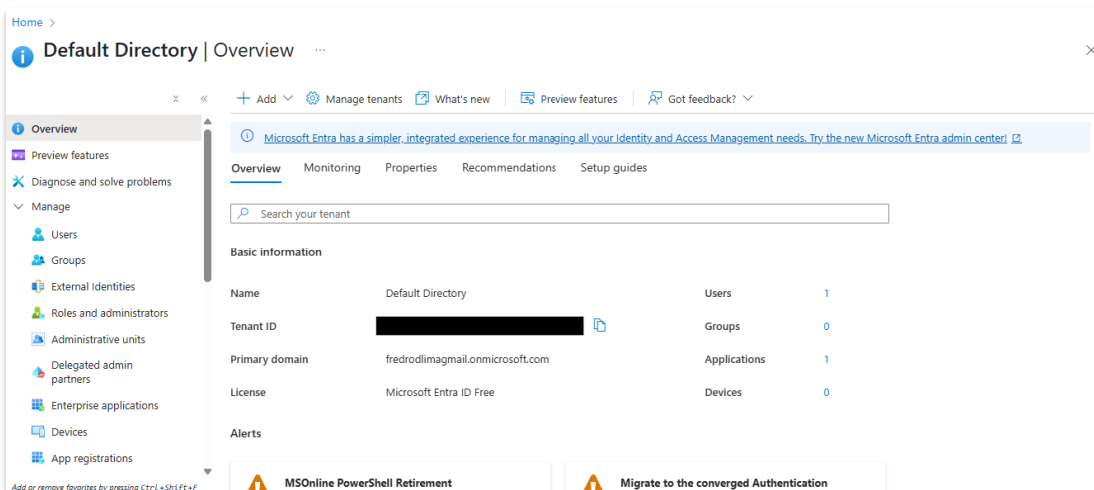 Home >
Default Directory | Overview ...
Add Manage tenants What's new Preview features Got feedback?
Overview
Preview features
Diagnose and solve problems
Manage
Users
Groups
External Identities
Roles and administrators
Administrative units
Delegated admin
partners
Enterprise applications
Devices
App registrations
Add or remove favorites by pressing Ctrl+Shift+F
Microsoft Entra has a simpler, integrated experience for managing all your Identity and Access Management needs. Try the new Microsoft Entra admin center!
Overview Monitoring Properties Recommendations Setup guides
Search your tenant
Basic information
Name Default Directory Users 1
Tenant ID Groups 0
Primary domain fredrodlimagmail.onmicrosoft.com Applications 1
License Microsoft Entra ID Free Devices 0
Alerts
MSOnline PowerShell Retirement
Migrate to the converged Authentication